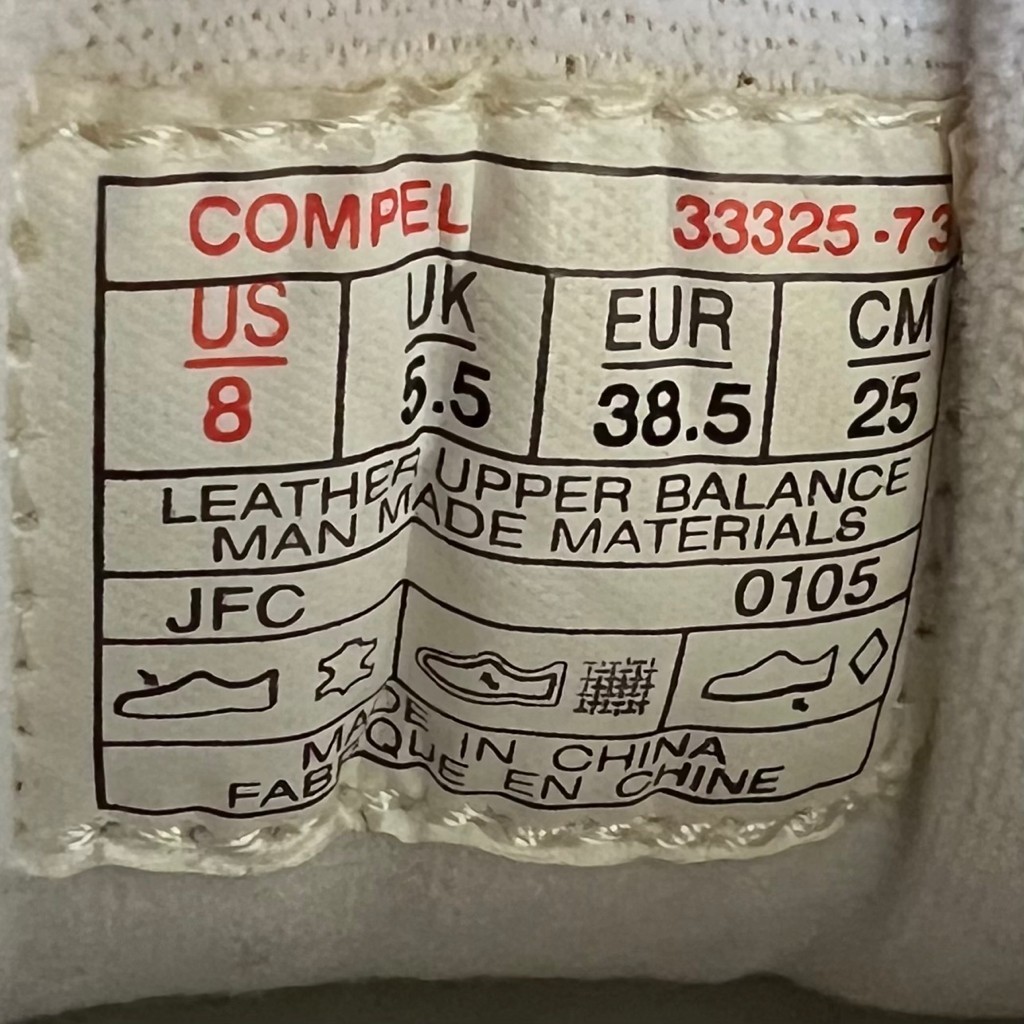 COMPEL 33325-73
US UK EUR CM
8 5.5 38.5 25
LEATHER UPPER BALANCE
MAN MADE MATERIALS
JFC 0105
MADE IN CHINA
FABRIQUE EN CHINE